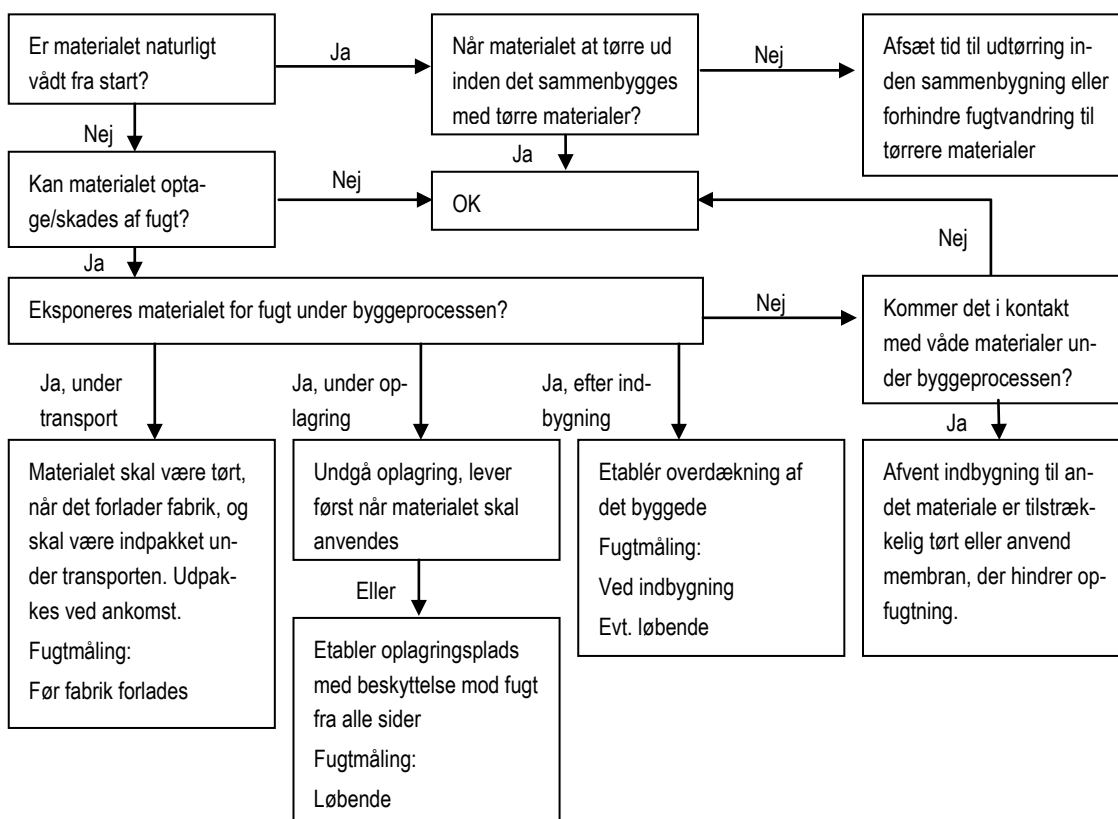 Er materialet naturligt
vådt fra start?
Ja
Når materialet at tørre ud
inden det sammenbygges
med tørre materialer?
Nej
Afsæt tid til udtørring in-
den sammenbygning eller
forhindre fugtvandring til
tørrere materialer
Nej
Ja
Kan materialet opta-
ge/skades af fugt?
Nej
OK
Nej
Ja
Eksponeres materialet for fugt under byggeprocessen?
Nej
Kommer det i kontakt
med våde materialer un-
der byggeprocessen?
Ja, under
transport
Ja, under op-
lagring
Ja, efter ind-
bygning
Ja
Materialet skal være tørt,
når det forlader fabrik, og
skal være indpakket un-
der transporten. Udpak-
kes ved ankomst.
Fugtmåling:
Før fabrik forlades
Undgå oplagring, lever
først når materialet skal
anvendes
Eller
Etabler oplagringsplads
med beskyttelse mod fugt
fra alle sider
Fugtmåling:
Løbende
Etablér overdækning af
det byggede
Fugtmåling:
Ved indbygning
Evt. løbende
Afvent indbygning til an-
det materiale er tilstræk-
kelig tørt eller anvend
membran, der hindrer op-
fugtning.